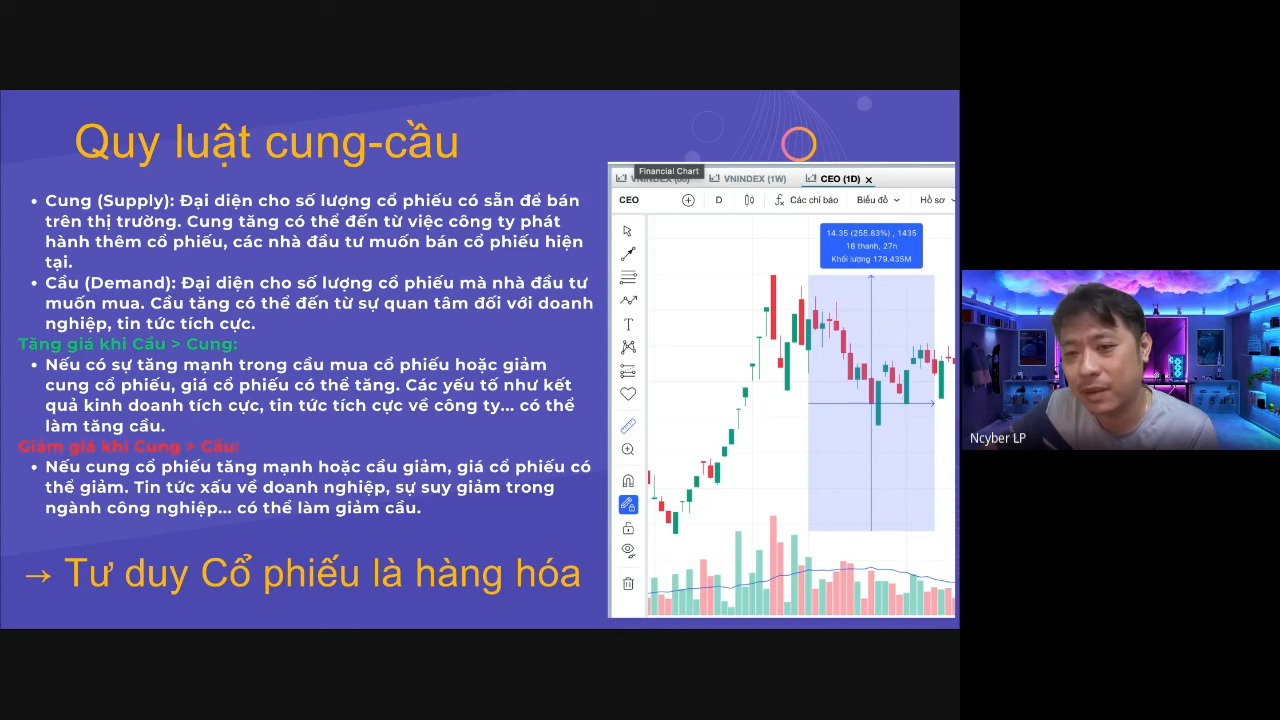 Quy luật cung-cầu
• Cung (Supply): Đại diện cho số lượng cổ phiếu có sẵn để bán
trên thị trường. Cung tăng có thể đến từ việc công ty phát
hành thêm cổ phiếu, các nhà đầu tư muốn bán cổ phiếu hiện
tại.
• Cầu (Demand): Đại diện cho số lượng cổ phiếu mà nhà đầu tư
muốn mua. Cầu tăng có thể đến từ sự quan tâm đối với doanh
nghiệp, tin tức tích cực.
Tăng giá khi Cầu > Cung:
• Nếu có sự tăng mạnh trong cầu mua cổ phiếu hoặc giảm
cung cổ phiếu, giá cổ phiếu có thể tăng. Các yếu tố như kết
quả kinh doanh tích cực, tin tức tích cực về công ty... có thể
làm tăng cầu.
Giảm giá khi Cung > Cầu:
• Nếu cung cổ phiếu tăng mạnh hoặc cầu giảm, giá cổ phiếu có
thể giảm. Tin tức xấu về doanh nghiệp, sự suy giảm trong
ngành công nghiệp... có thể làm giảm cầu.
→ Tư duy Cổ phiếu là hàng hóa
Financial Chart
VNINDEX (1W)
CEO (1D)
CEO
D
Các chỉ báo
Biểu đồ
Hồ sơ
14.35 (255.83%) , 1435
18 thanh, 27n
Khối lượng 179.435M
T
Ncyber LP